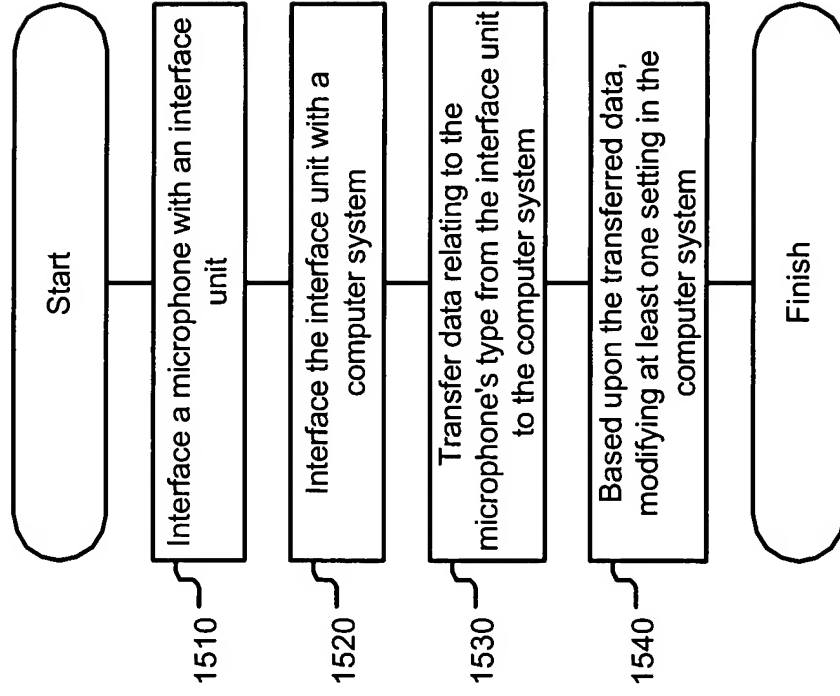 Start
1510
Interface a microphone with an interface
unit
1520
Interface the interface unit with a
computer system
1530
Transfer data relating to the
microphone's type from the interface unit
to the computer system
1540
Based upon the transferred data,
modifying at least one setting in the
computer system
Finish